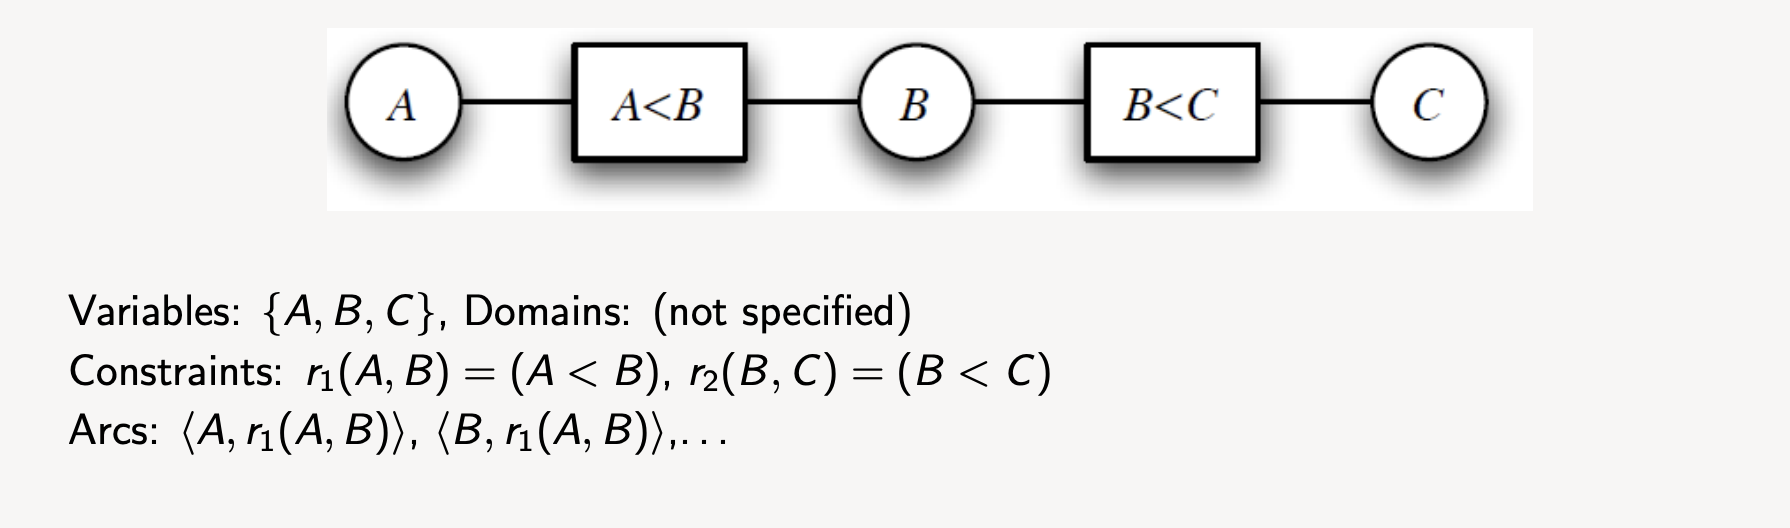 A A<B B B<C C
Variables: {A, B, C}, Domains: (not specified)
Constraints: r₁(A, B) = (A < B), r₂(B, C) = (B < C)
Arcs: ⟨A, r₁(A, B)⟩, ⟨B, r₁(A, B)⟩,...